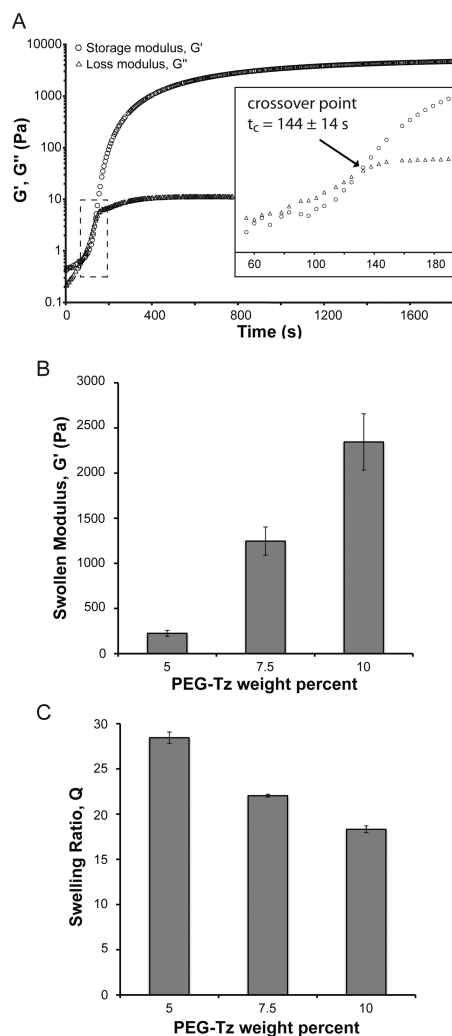 A
10000
1000
100
10
1
0.1
G', G'' (Pa)
○ Storage modulus, G'
△ Loss modulus, G''
crossover point
t_c = 144 ± 14 s
60 100 140 180
0 400 800 1200 1600
Time (s)
B
3000
2500
2000
1500
1000
500
0
Swollen Modulus, G' (Pa)
5 7.5 10
PEG-Tz weight percent
C
30
25
20
15
10
5
0
Swelling Ratio, Q
5 7.5 10
PEG-Tz weight percent